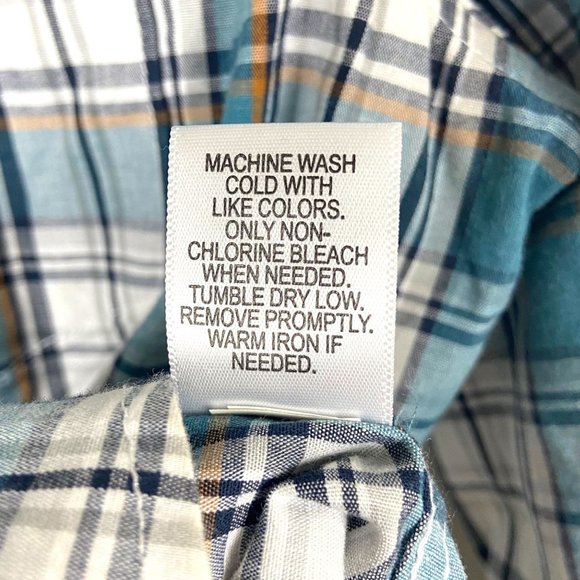 MACHINE WASH
COLD WITH
LIKE COLORS.
ONLY NON-
CHLORINE BLEACH
WHEN NEEDED.
TUMBLE DRY LOW.
REMOVE PROMPTLY.
WARM IRON IF
NEEDED.